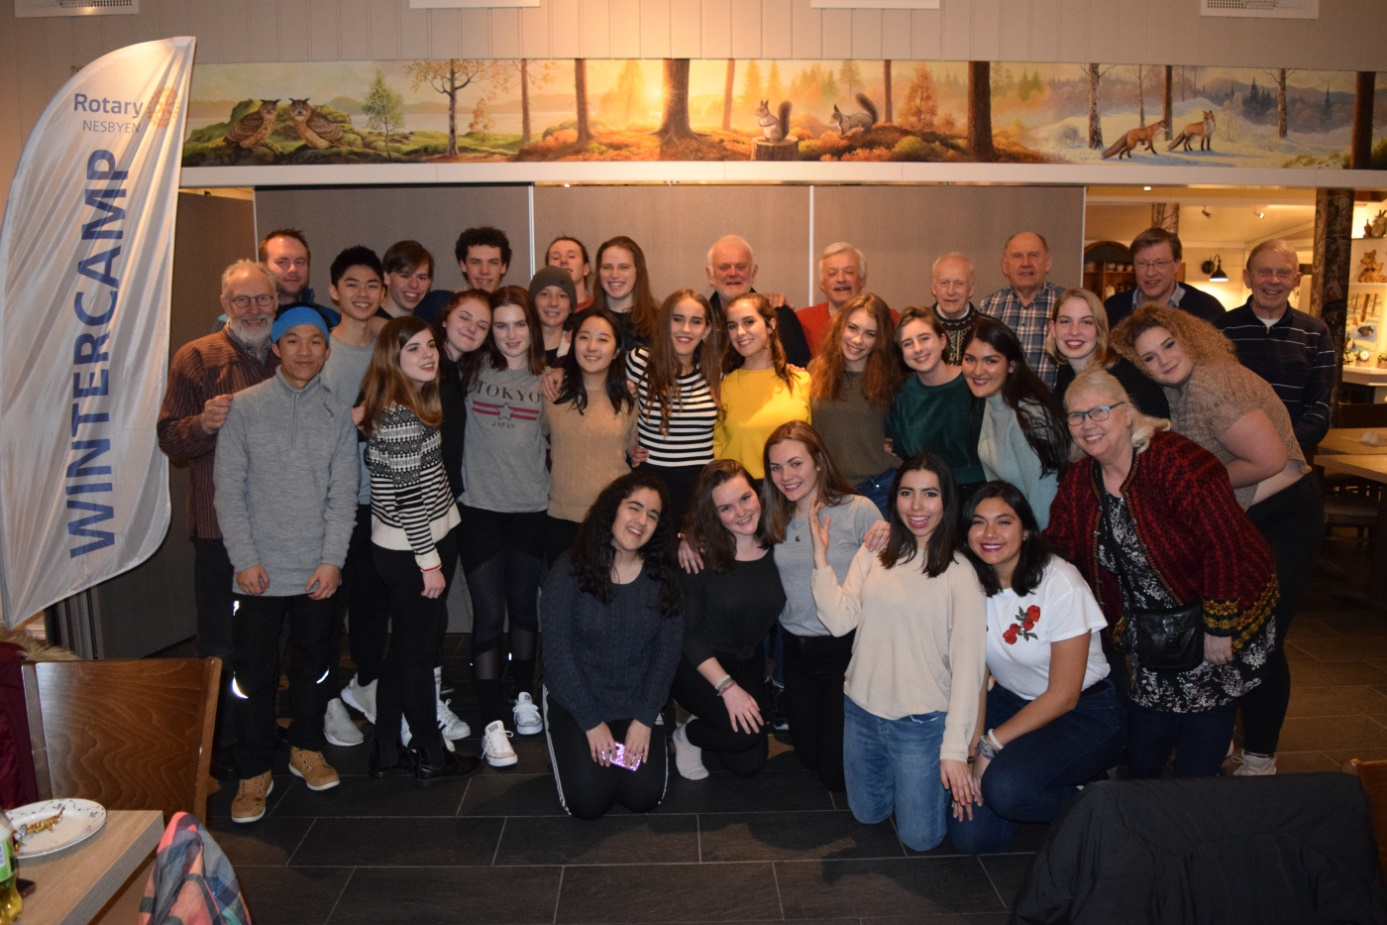 Rotary
NESBYEN
WINTERCAMP
TOKYO
JAPAN